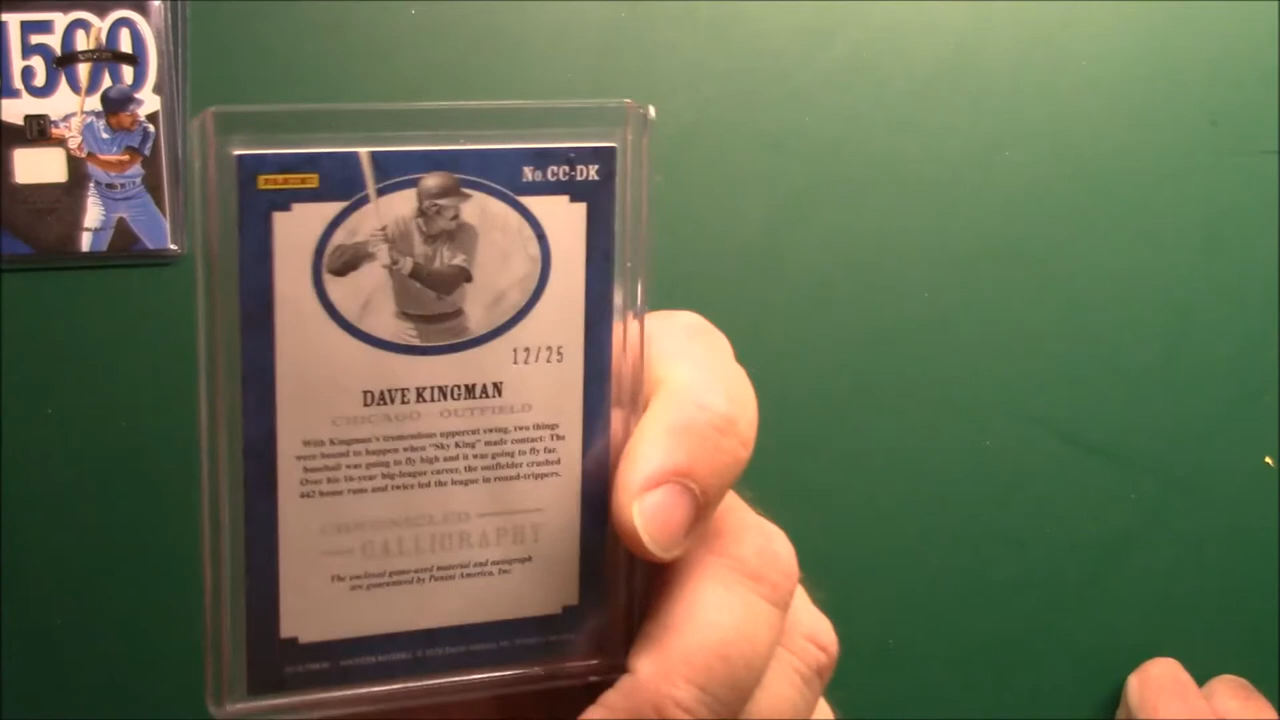 1500
PANINI
No. CC-DK
12/25
DAVE KINGMAN
CHICAGO OUTFIELD
With Kingman's tremendous uppercut swing, two things
were bound to happen when "Sky King" made contact: The
baseball was going to fly high and it was going to fly far.
Over his 16-year big-league career, the outfielder crushed
442 home runs and twice led the league in round-trippers.
CHRONICLED
CALLIGRAPHY
The enclosed game-used material and autograph
are guaranteed by Panini America, Inc.